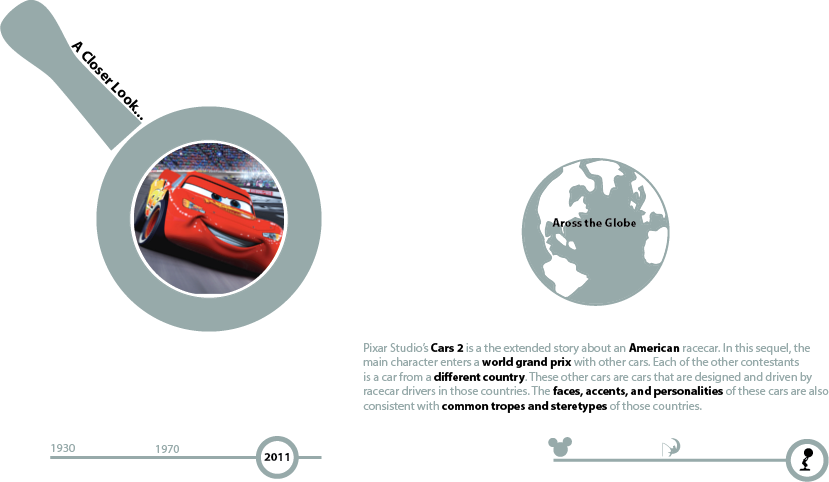 A Closer Look...
Aross the Globe
Pixar Studio's Cars 2 is a the extended story about an American racecar. In this sequel, the
main character enters a world grand prix with other cars. Each of the other contestants
is a car from a different country. These other cars are cars that are designed and driven by
racecar drivers in those countries. The faces, accents, and personalities of these cars are also
consistent with common tropes and steretypes of those countries.
1930
1970
2011